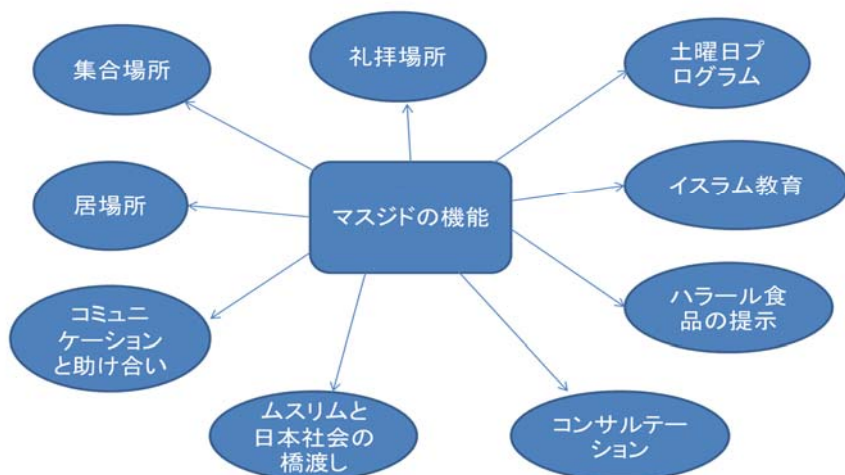 集合場所
礼拝場所
土曜日プ
ログラム
居場所
マスジドの機能
イスラム教育
コミュニ
ケーション
と助け合い
ハラール食
品の提示
ムスリムと
日本社会の
橋渡し
コンサルテー
ション